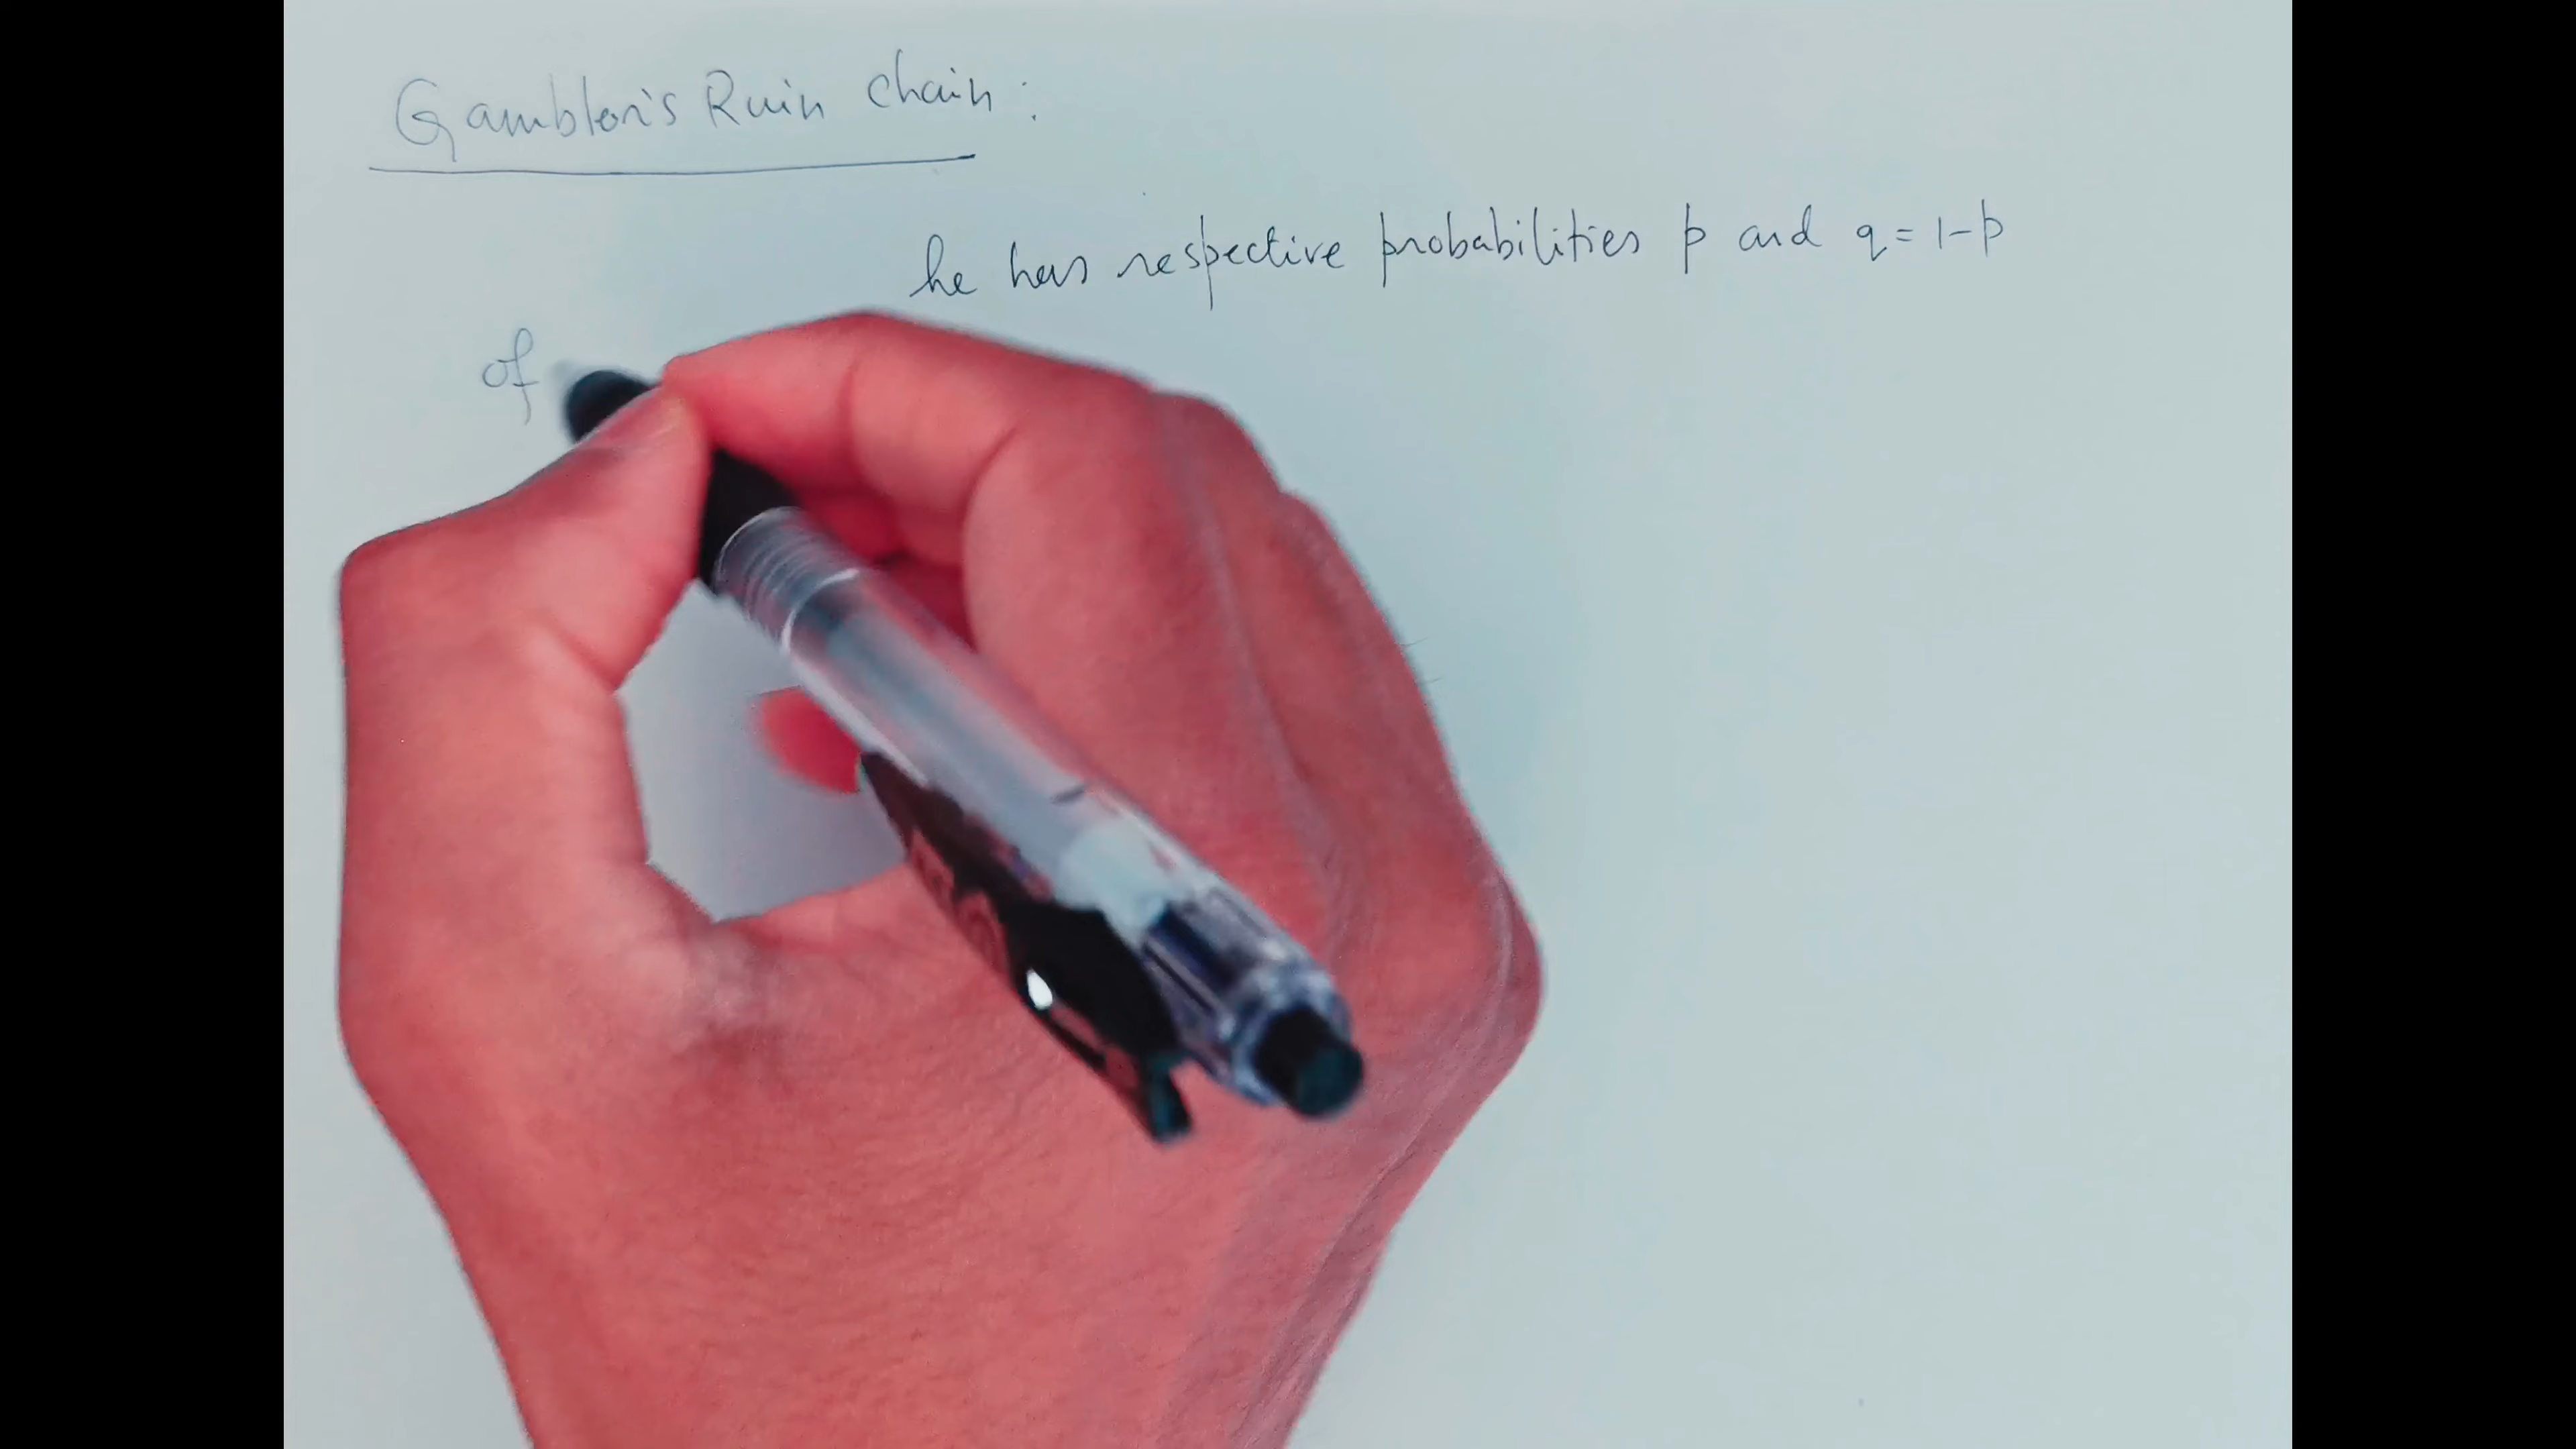 Gambler's Ruin chain :
he has respective probabilities p and q = 1-p
of